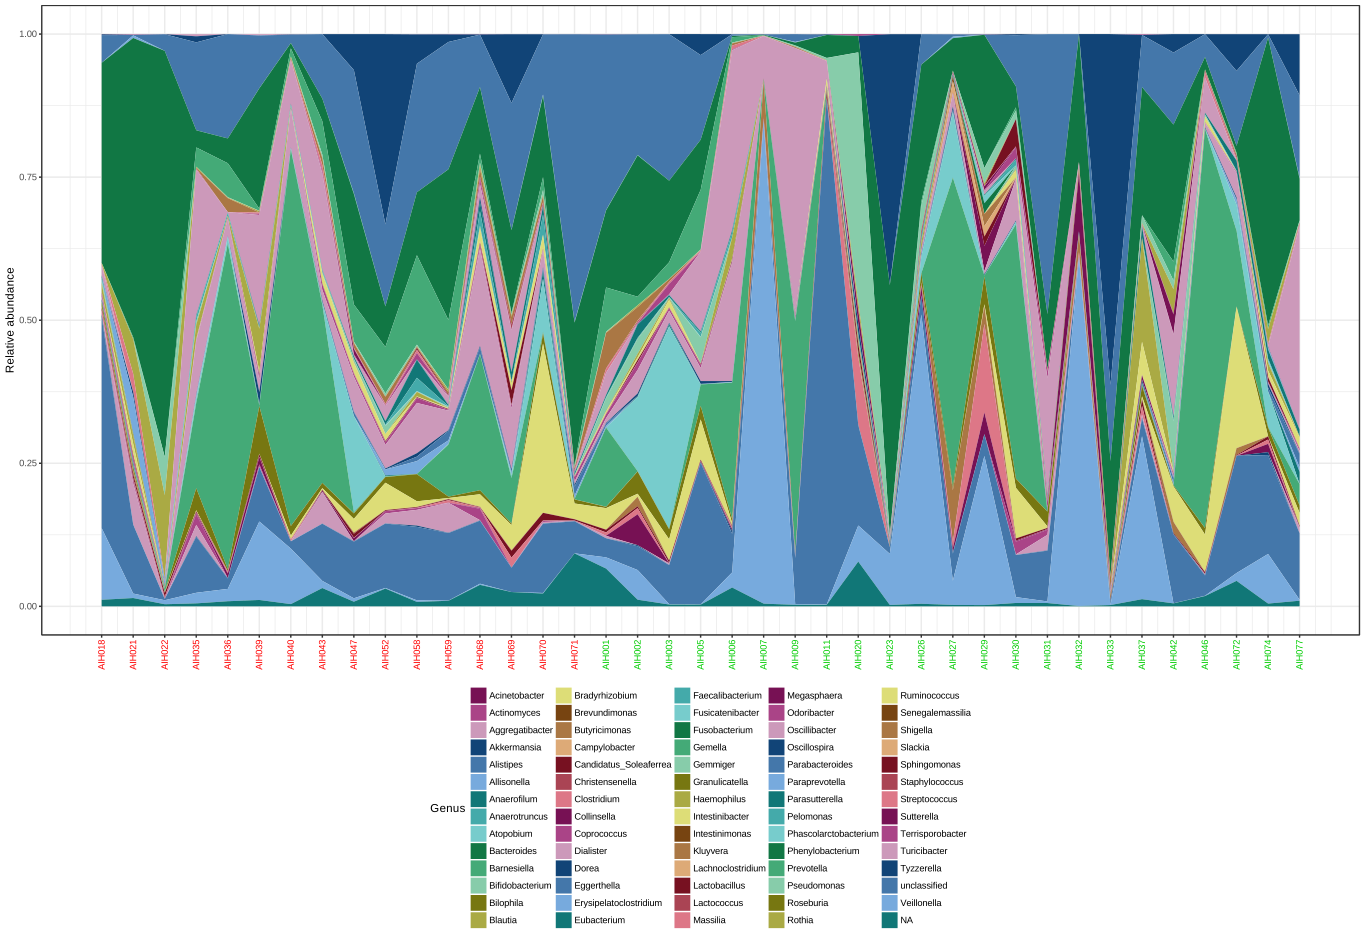 1.00
0.75
0.50
0.25
0.00
Relative abundance
AIH018 AIH021 AIH022 AIH035 AIH036 AIH039 AIH040 AIH043 AIH047 AIH052 AIH058 AIH059 AIH068 AIH069 AIH070 AIH071 AIH001 AIH002 AIH003 AIH005 AIH006 AIH007 AIH009 AIH011 AIH020 AIH023 AIH026 AIH027 AIH029 AIH030 AIH031 AIH032 AIH033 AIH037 AIH042 AIH046 AIH072 AIH074 AIH077
Genus
Acinetobacter Bradyrhizobium Faecalibacterium Megasphaera Ruminococcus
Actinomyces Brevundimonas Fusicatenibacter Odoribacter Senegalemassilia
Aggregatibacter Butyricimonas Fusobacterium Oscillibacter Shigella
Akkermansia Campylobacter Gemella Oscillospira Slackia
Alistipes Candidatus_Soleaferrea Gemmiger Parabacteroides Sphingomonas
Allisonella Christensenella Granulicatella Paraprevotella Staphylococcus
Anaerofilum Clostridium Haemophilus Parasutterella Streptococcus
Anaerotruncus Collinsella Intestinibacter Pelomonas Sutterella
Atopobium Coprococcus Intestinimonas Phascolarctobacterium Terrisporobacter
Bacteroides Dialister Kluyvera Phenylobacterium Turicibacter
Barnesiella Dorea Lachnoclostridium Prevotella Tyzzerella
Bifidobacterium Eggerthella Lactobacillus Pseudomonas unclassified
Bilophila Erysipelatoclostridium Lactococcus Roseburia Veillonella
Blautia Eubacterium Massilia Rothia NA